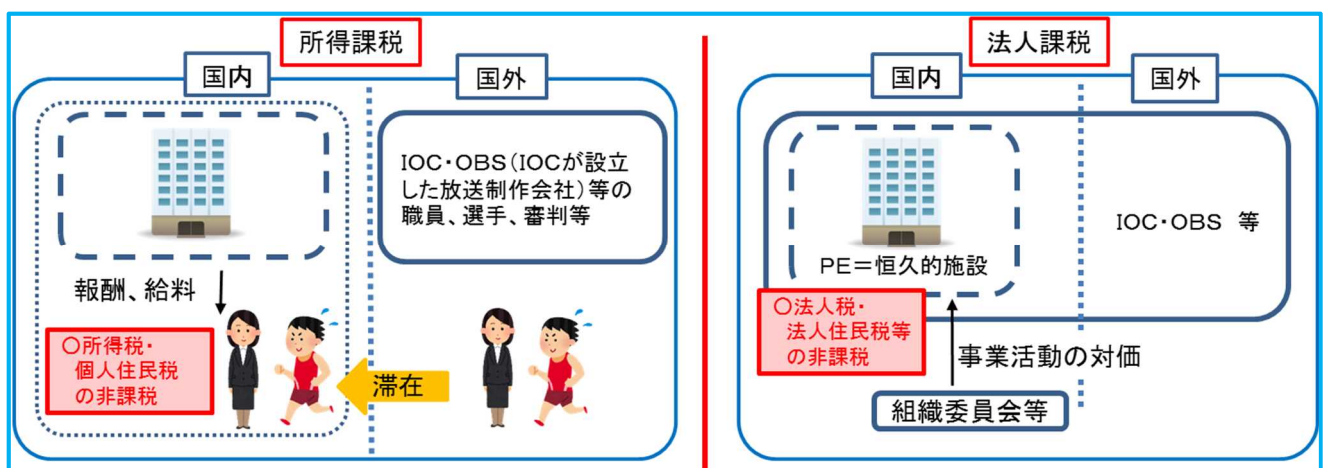 所得課税
国内
国外
IOC・OBS(IOCが設立
した放送制作会社)等の
職員、選手、審判等
報酬、給料
○所得税・
個人住民税
の非課税
滞在
法人課税
国内
国外
PE=恒久的施設
IOC・OBS 等
○法人税・
法人住民税等
の非課税
事業活動の対価
組織委員会等